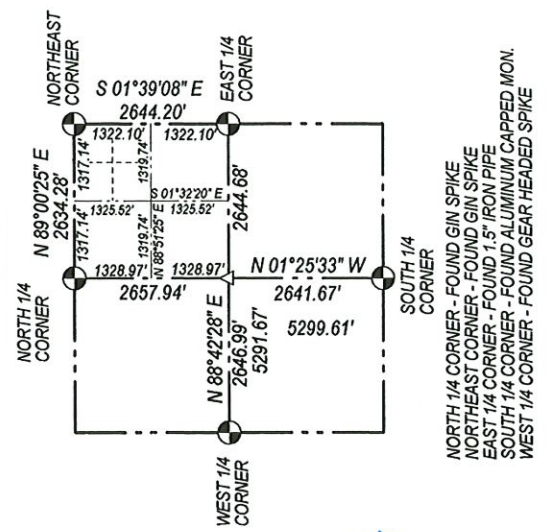 NORTHEAST
CORNER
S 01°39'08" E
2644.20'
EAST 1/4
CORNER
1322.10'
1322.10'
N 89°00'25" E
2634.28'
1317.14'
1317.14'
1319.74'
S 01°32'20" E
1325.52'
1325.52'
1319.74'
N 88°51'25" E
2644.68'
NORTH 1/4
CORNER
1328.97'
1328.97'
2657.94'
N 01°25'33" W
2641.67'
5299.61'
SOUTH 1/4
CORNER
N 88°42'28" E
2646.99'
5291.67'
WEST 1/4
CORNER
NORTH 1/4 CORNER - FOUND GIN SPIKE
NORTHEAST CORNER - FOUND GIN SPIKE
EAST 1/4 CORNER - FOUND 1.5" IRON PIPE
SOUTH 1/4 CORNER - FOUND ALUMINUM CAPPED MON.
WEST 1/4 CORNER - FOUND GEAR HEADED SPIKE